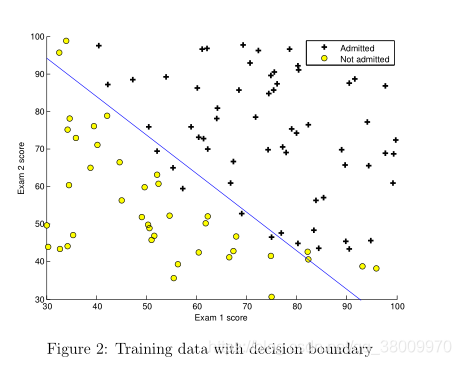 100
90
80
70
60
50
40
30
30 40 50 60 70 80 90 100
Exam 2 score
Exam 1 score
Admitted
Not admitted
Figure 2: Training data with decision boundary